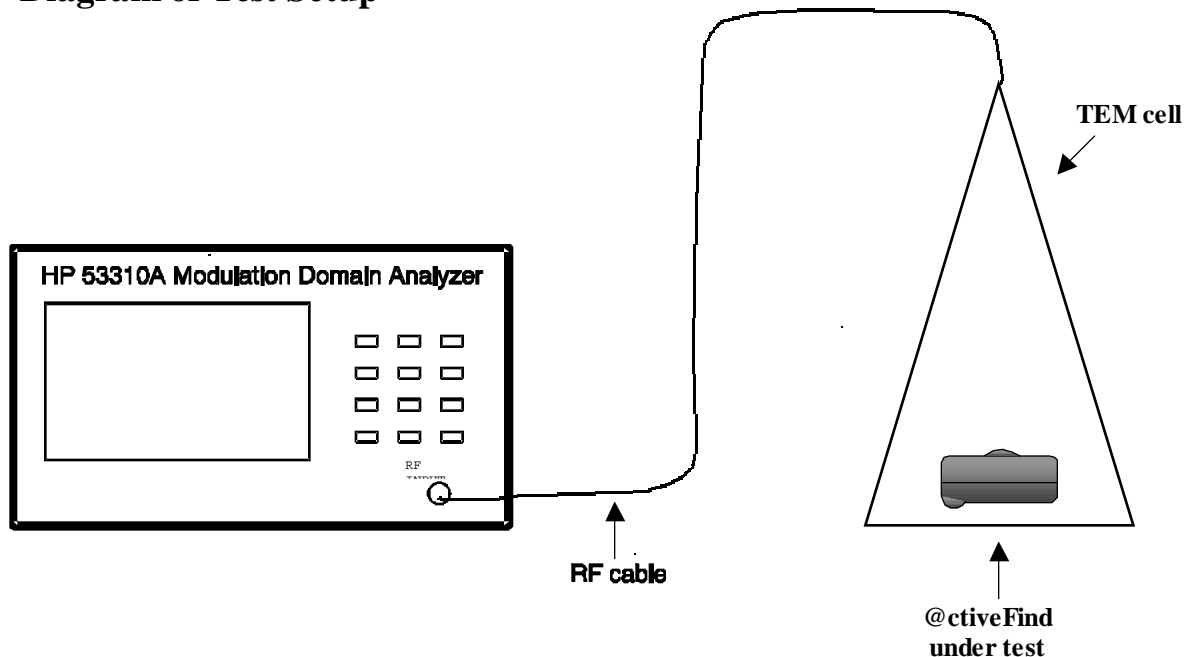 Diagram of Test Setup
TEM cell
HP 53310A Modulation Domain Analyzer
RF
RF cable
@ctiveFind
under test